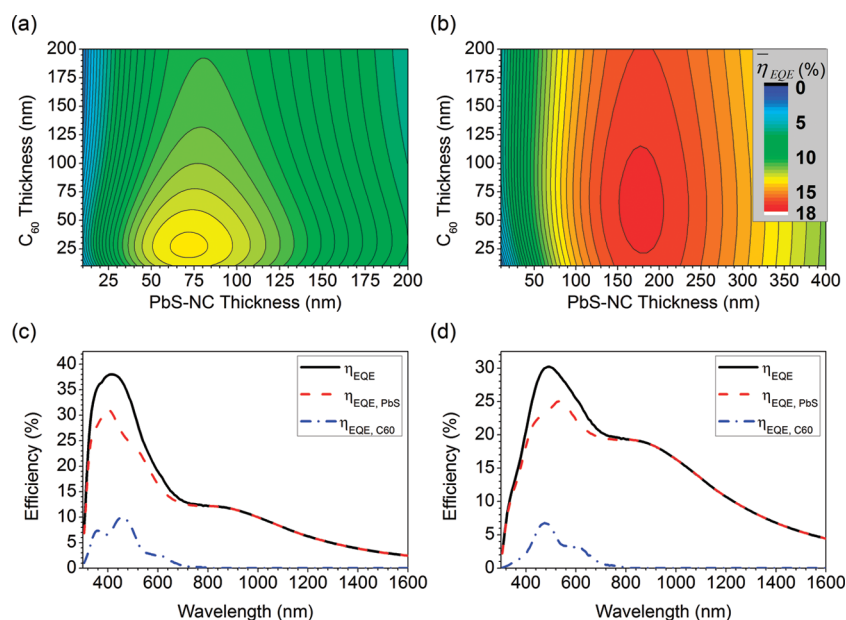 (a)
200
175
150
125
100
75
50
25
C60 Thickness (nm)
25 50 75 100 125 150 175 200
PbS-NC Thickness (nm)
(b)
200
175
150
125
100
75
50
25
C60 Thickness (nm)
50 100 150 200 250 300 350 400
PbS-NC Thickness (nm)
η̅EQE (%)
0
5
10
15
18
(c)
40
35
30
25
20
15
10
5
0
Efficiency (%)
400 600 800 1000 1200 1400 1600
Wavelength (nm)
ηEQE
ηEQE, PbS
ηEQE, C60
(d)
30
25
20
15
10
5
0
Efficiency (%)
400 600 800 1000 1200 1400 1600
Wavelength (nm)
ηEQE
ηEQE, PbS
ηEQE, C60